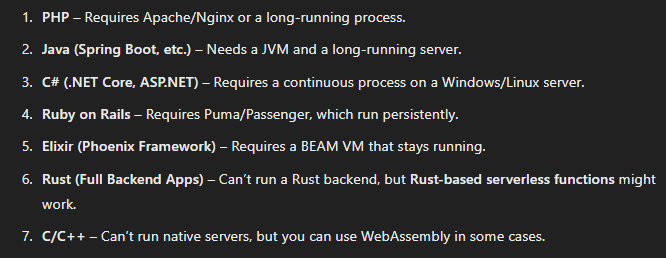 1. PHP – Requires Apache/Nginx or a long-running process.
2. Java (Spring Boot, etc.) – Needs a JVM and a long-running server.
3. C# (.NET Core, ASP.NET) – Requires a continuous process on a Windows/Linux server.
4. Ruby on Rails – Requires Puma/Passenger, which run persistently.
5. Elixir (Phoenix Framework) – Requires a BEAM VM that stays running.
6. Rust (Full Backend Apps) – Can't run a Rust backend, but Rust-based serverless functions might
work.
7. C/C++ – Can't run native servers, but you can use WebAssembly in some cases.